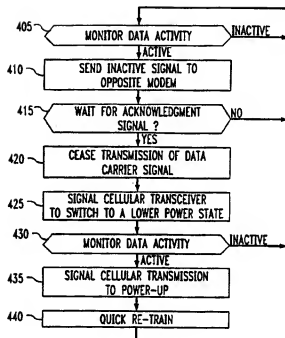 405
MONITOR DATA ACTIVITY
INACTIVE
ACTIVE
410
SEND INACTIVE SIGNAL TO
OPPOSITE MODEM
415
WAIT FOR ACKNOWLEDGMENT
SIGNAL ?
NO
YES
420
CEASE TRANSMISSION OF DATA
CARRIER SIGNAL
425
SIGNAL CELLULAR TRANSCEIVER
TO SWITCH TO A LOWER POWER STATE
430
MONITOR DATA ACTIVITY
INACTIVE
ACTIVE
435
SIGNAL CELLULAR TRANSMISSION
TO POWER-UP
440
QUICK RE-TRAIN